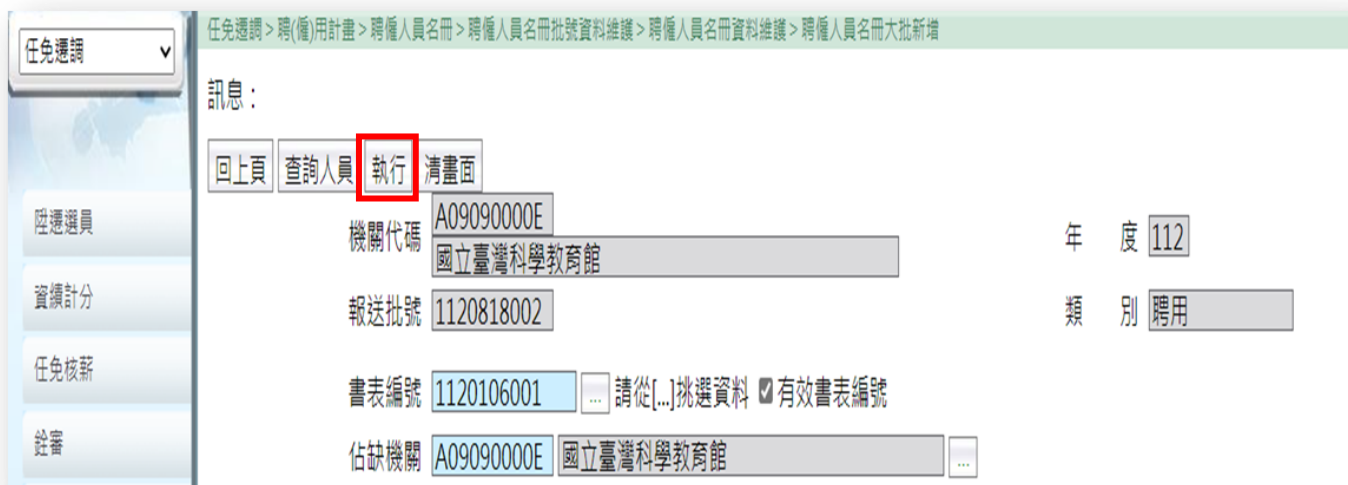 任免遷調
任免遷調>聘(僱)用計畫>聘僱人員名冊>聘僱人員名冊批號資料維護>聘僱人員名冊資料維護>聘僱人員名冊大批新增
訊息：
回上頁 查詢人員 執行 清畫面
機關代碼 A09090000E
國立臺灣科學教育館
年 度 112
報送批號 1120818002
類 別 聘用
書表編號 1120106001 ... 請從[...]挑選資料 有效書表編號
佔缺機關 A09090000E 國立臺灣科學教育館 ...
陞遷選員
資績計分
任免核薪
銓審